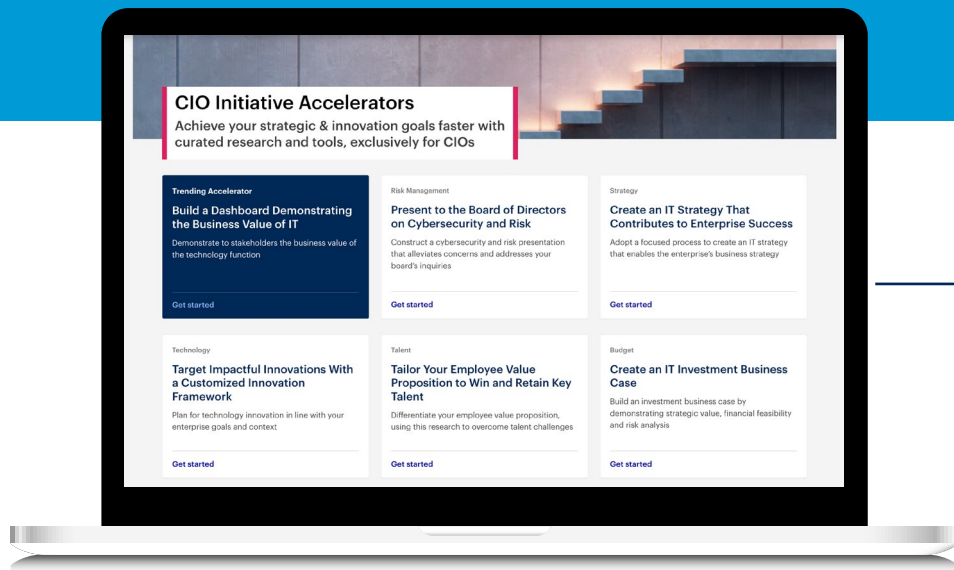 CIO Initiative Accelerators
Achieve your strategic & innovation goals faster with
curated research and tools, exclusively for CIOs
Trending Accelerator
Build a Dashboard Demonstrating
the Business Value of IT
Demonstrate to stakeholders the business value of
the technology function
Get started
Risk Management
Present to the Board of Directors
on Cybersecurity and Risk
Construct a cybersecurity and risk presentation
that alleviates concerns and addresses your
board's inquiries
Get started
Strategy
Create an IT Strategy That
Contributes to Enterprise Success
Adopt a focused process to create an IT strategy
that enables the enterprise's business strategy
Get started
Technology
Target Impactful Innovations With
a Customized Innovation
Framework
Plan for technology innovation in line with your
enterprise goals and context
Get started
Talent
Tailor Your Employee Value
Proposition to Win and Retain Key
Talent
Differentiate your employee value proposition,
using this research to overcome talent challenges
Get started
Budget
Create an IT Investment Business
Case
Build an investment business case by
demonstrating strategic value, financial feasibility
and risk analysis
Get started